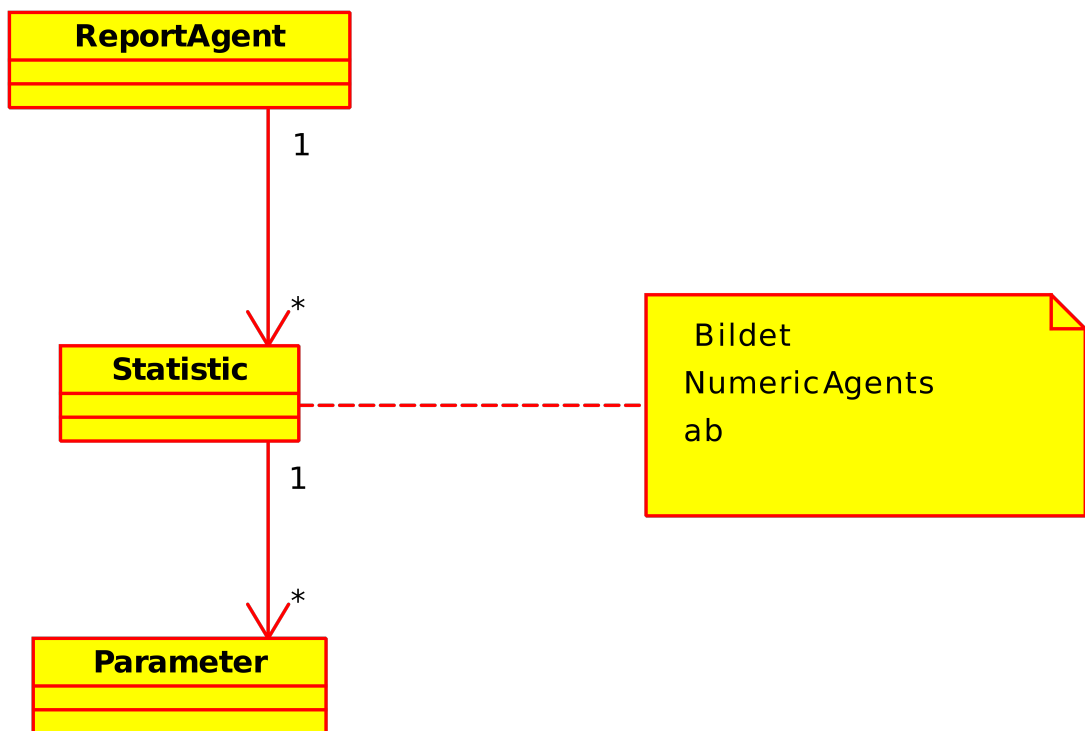 ReportAgent
1
*
Statistic
Bildet
NumericAgents
ab
1
*
Parameter